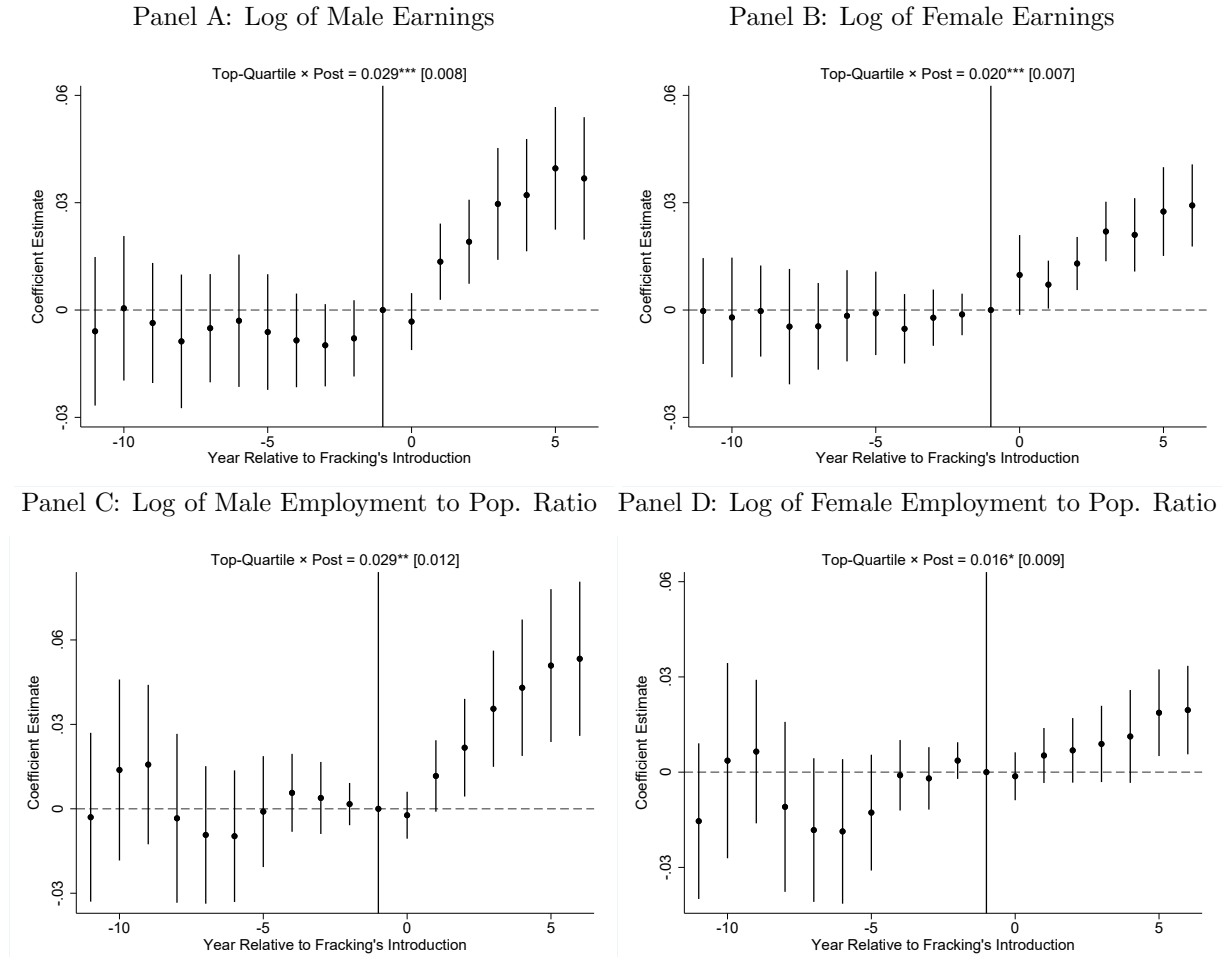 Panel A: Log of Male Earnings
Top-Quartile × Post = 0.029*** [0.008]
Coefficient Estimate
.06
.03
0
-.03
-10
-5
0
5
Year Relative to Fracking's Introduction
Panel B: Log of Female Earnings
Top-Quartile × Post = 0.020*** [0.007]
Coefficient Estimate
.06
.03
0
-.03
-10
-5
0
5
Year Relative to Fracking's Introduction
Panel C: Log of Male Employment to Pop. Ratio
Top-Quartile × Post = 0.029** [0.012]
Coefficient Estimate
.06
.03
0
-.03
-10
-5
0
5
Year Relative to Fracking's Introduction
Panel D: Log of Female Employment to Pop. Ratio
Top-Quartile × Post = 0.016* [0.009]
Coefficient Estimate
.06
.03
0
-.03
-10
-5
0
5
Year Relative to Fracking's Introduction